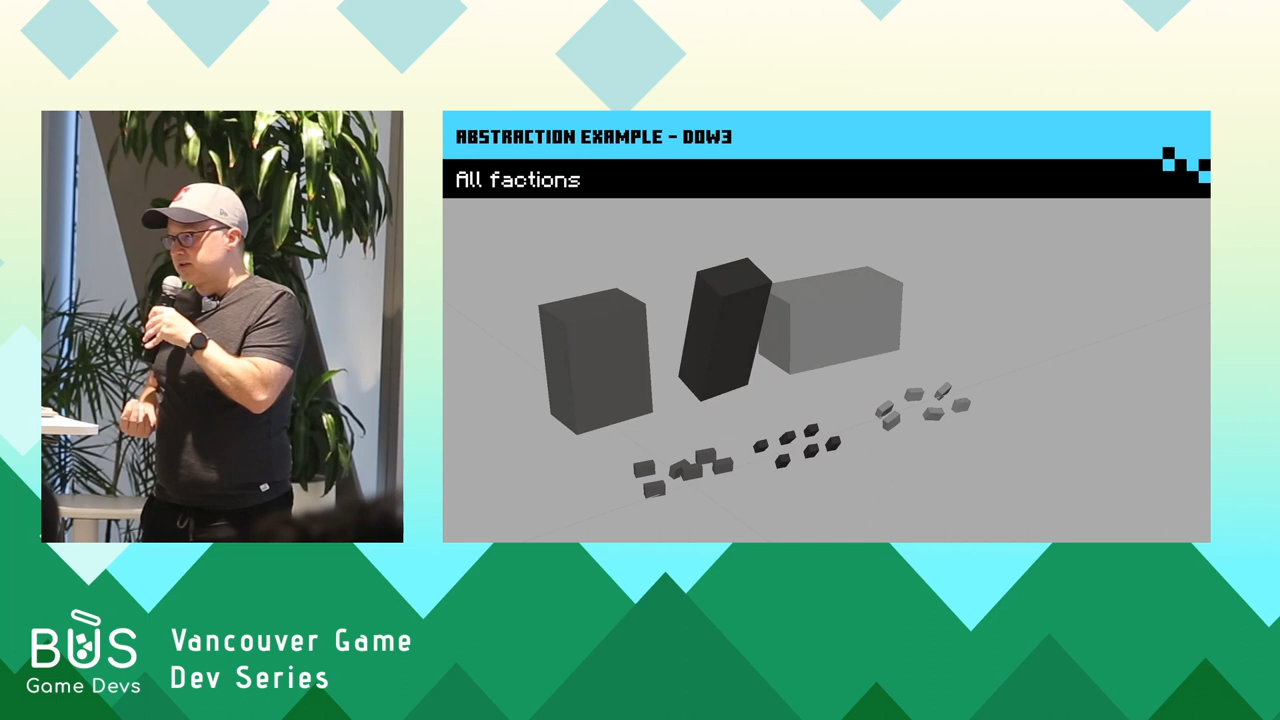 ABSTRACTION EXAMPLE - DOW3
All factions
BUS
Game Devs
Vancouver Game
Dev Series